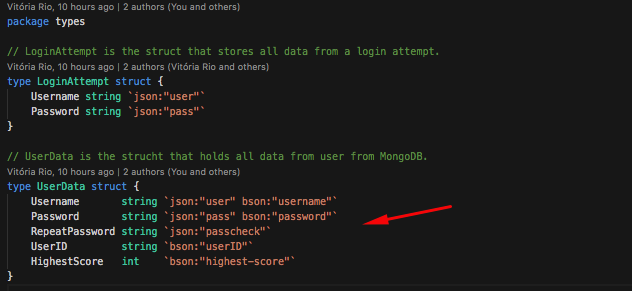 Vitória Rio, 10 hours ago | 2 authors (You and others)
package types
// LoginAttempt is the struct that stores all data from a login attempt.
Vitória Rio, 10 hours ago | 2 authors (Vitória Rio and others)
type LoginAttempt struct {
Username string `json:"user"`
Password string `json:"pass"`
}
// UserData is the strucht that holds all data from user from MongoDB.
Vitória Rio, 10 hours ago | 2 authors (You and others)
type UserData struct {
Username string `json:"user" bson:"username"`
Password string `json:"pass" bson:"password"`
RepeatPassword string `json:"passcheck"`
UserID string `bson:"userID"`
HighestScore int `bson:"highest-score"`
}